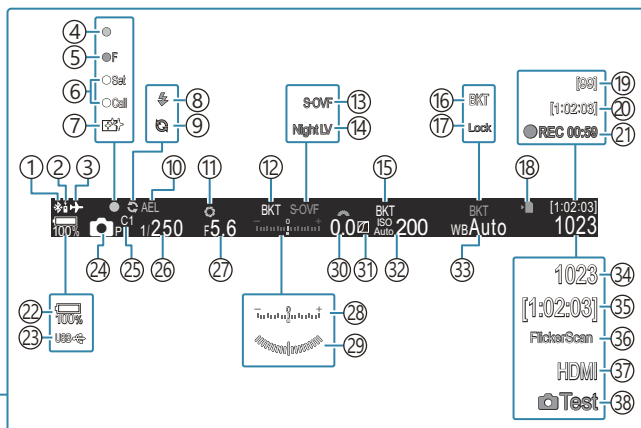 ④
⑤ F
⑥ Set
Call
⑦
⑧
⑨
S-OVF ⑬
Night LV ⑭
⑯ BKT
⑰ Lock
[99] ⑲
[1:02:03] ⑳
REC 00:59 ㉑
① ② ③ ⑩ ⑪ ⑫ ⑮ ⑱
AEL BKT S-OVF BKT BKT [1:02:03]
100% C1 1/250 F5.6 − 0 + 0.0 ISO Auto 200 WB Auto 1023
㉔ ㉕ ㉖ ㉗ ㉚ ㉛ ㉜ ㉝
㉒ 100%
㉓ USB
− 0 + ㉘
㉙
1023 ㉞
[1:02:03] ㉟
FlickerScan ㊱
HDMI ㊲
Test ㊳